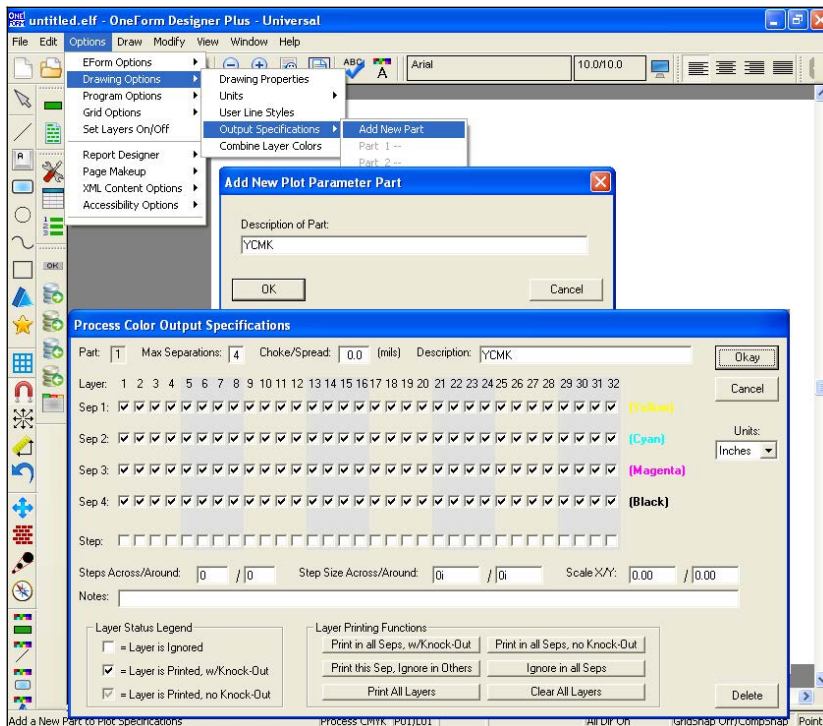 untitled.elf - OneForm Designer Plus - Universal
File Edit Options Draw Modify View Window Help
ABC
A
Arial
10.0/10.0
EForm Options
Drawing Options
Program Options
Grid Options
Set Layers On/Off
Report Designer
Page Makeup
XML Content Options
Accessibility Options
Drawing Properties
Units
User Line Styles
Output Specifications
Combine Layer Colors
Add New Part
Part 1 --
Part 2 --
A
OK
Add New Plot Parameter Part
Description of Part:
YCMK
OK Cancel
Process Color Output Specifications
Part: 1 Max Separations: 4 Choke/Spread: 0.0 (mils) Description: YCMK Okay
Cancel
Layer: 1 2 3 4 5 6 7 8 9 10 11 12 13 14 15 16 17 18 19 20 21 22 23 24 25 26 27 28 29 30 31 32
Sep 1: (Yellow)
Sep 2: (Cyan)
Units:
Inches
Sep 3: (Magenta)
Sep 4: (Black)
Step:
Steps Across/Around: 0 / 0 Step Size Across/Around: 0i / 0i Scale X/Y: 0.00 / 0.00
Notes:
Layer Status Legend
= Layer is Ignored
= Layer is Printed, w/Knock-Out
= Layer is Printed, no Knock-Out
Layer Printing Functions
Print in all Seps, w/Knock-Out Print in all Seps, no Knock-Out
Print this Sep, Ignore in Others Ignore in all Seps
Print All Layers Clear All Layers
Delete
Add a New Part to Plot Specifications Process CMYK P01/L01 All Dir On GridSnap Off/CompSnap Point